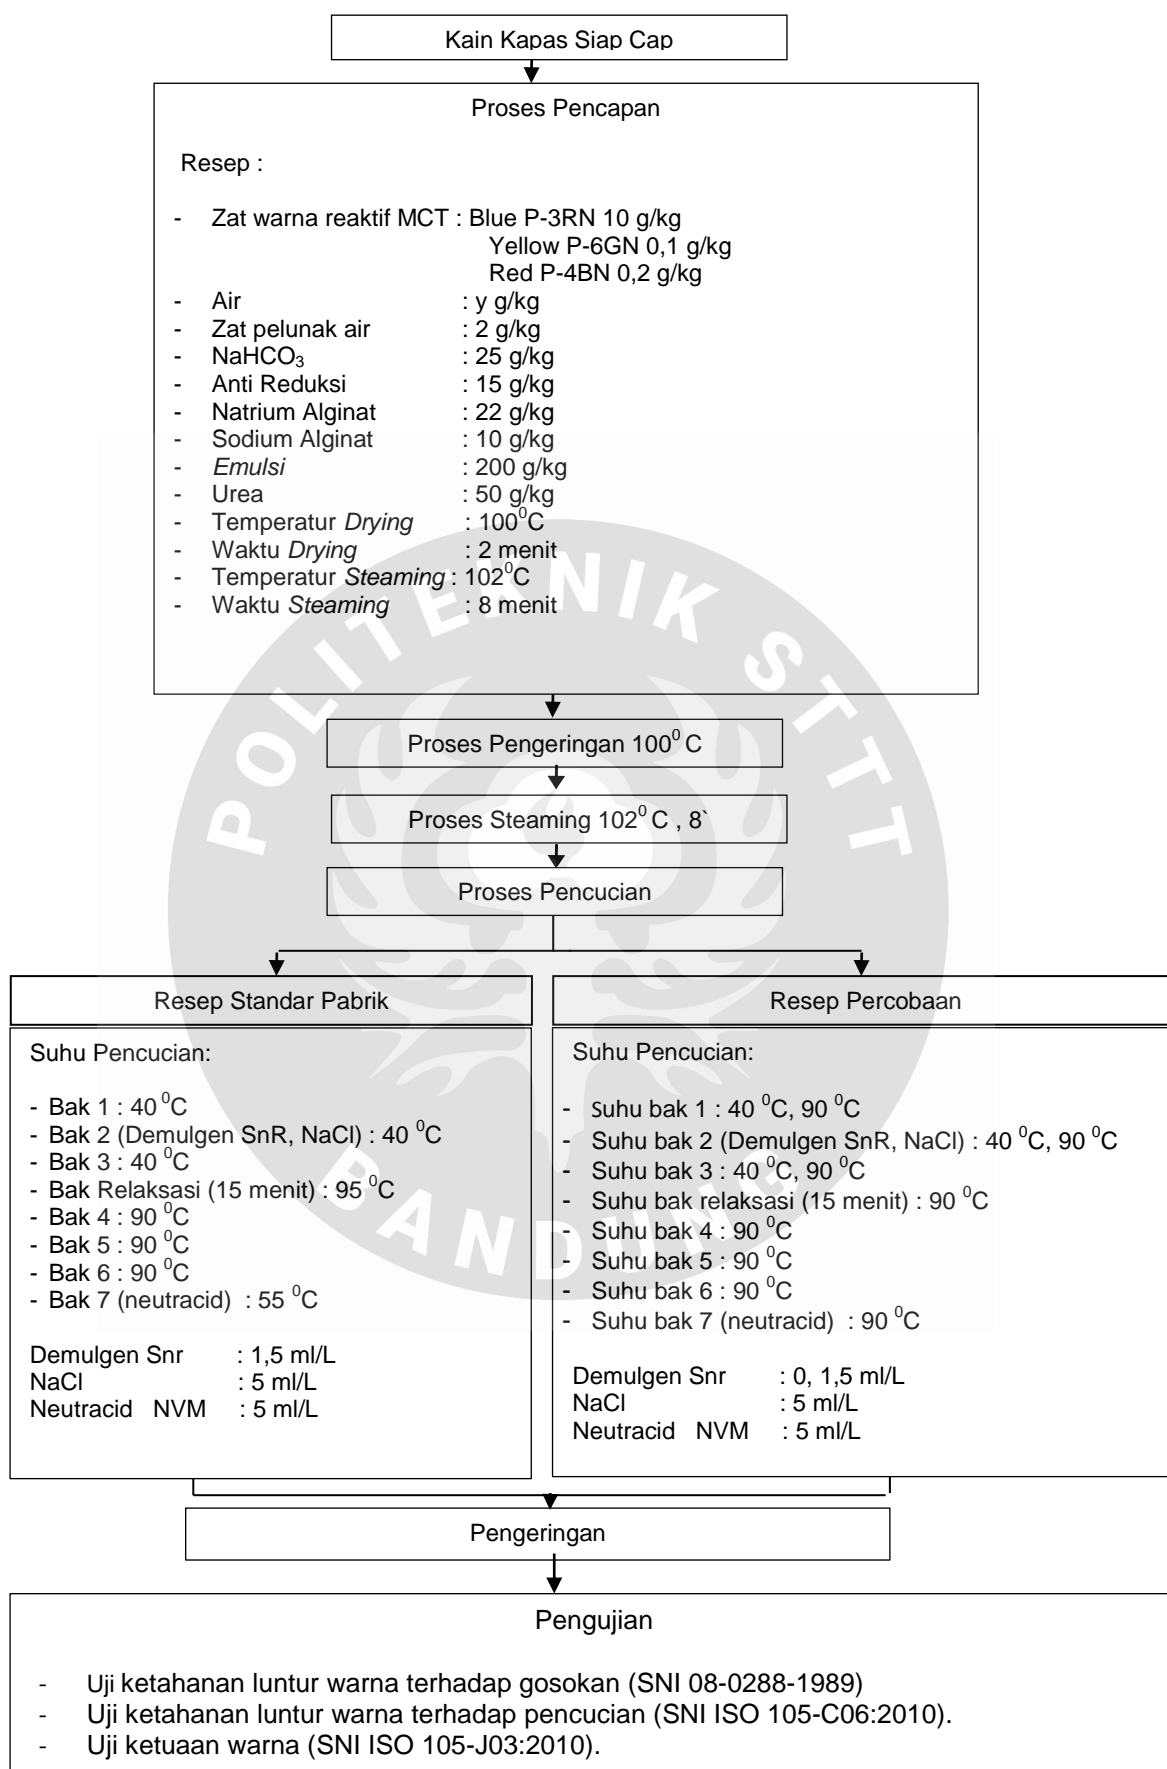 Kain Kapas Siap Cap
Proses Pencapan
Resep :
- Zat warna reaktif MCT : Blue P-3RN 10 g/kg
Yellow P-6GN 0,1 g/kg
Red P-4BN 0,2 g/kg
- Air : y g/kg
- Zat pelunak air : 2 g/kg
- NaHCO₃ : 25 g/kg
- Anti Reduksi : 15 g/kg
- Natrium Alginat : 22 g/kg
- Sodium Alginat : 10 g/kg
- Emulsi : 200 g/kg
- Urea : 50 g/kg
- Temperatur Drying : 100⁰C
- Waktu Drying : 2 menit
- Temperatur Steaming : 102⁰C
- Waktu Steaming : 8 menit
Proses Pengeringan 100⁰ C
Proses Steaming 102⁰ C , 8`
Proses Pencucian
Resep Standar Pabrik
Suhu Pencucian:
- Bak 1 : 40 ⁰C
- Bak 2 (Demulgen SnR, NaCl) : 40 ⁰C
- Bak 3 : 40 ⁰C
- Bak Relaksasi (15 menit) : 95 ⁰C
- Bak 4 : 90 ⁰C
- Bak 5 : 90 ⁰C
- Bak 6 : 90 ⁰C
- Bak 7 (neutracid) : 55 ⁰C
Demulgen Snr : 1,5 ml/L
NaCl : 5 ml/L
Neutracid NVM : 5 ml/L
Resep Percobaan
Suhu Pencucian:
- Suhu bak 1 : 40 ⁰C, 90 ⁰C
- Suhu bak 2 (Demulgen SnR, NaCl) : 40 ⁰C, 90 ⁰C
- Suhu bak 3 : 40 ⁰C, 90 ⁰C
- Suhu bak relaksasi (15 menit) : 90 ⁰C
- Suhu bak 4 : 90 ⁰C
- Suhu bak 5 : 90 ⁰C
- Suhu bak 6 : 90 ⁰C
- Suhu bak 7 (neutracid) : 90 ⁰C
Demulgen Snr : 0, 1,5 ml/L
NaCl : 5 ml/L
Neutracid NVM : 5 ml/L
Pengeringan
Pengujian
- Uji ketahanan luntur warna terhadap gosokan (SNI 08-0288-1989)
- Uji ketahanan luntur warna terhadap pencucian (SNI ISO 105-C06:2010).
- Uji ketuaan warna (SNI ISO 105-J03:2010).
POLITEKNIK STTT
BANDUNG